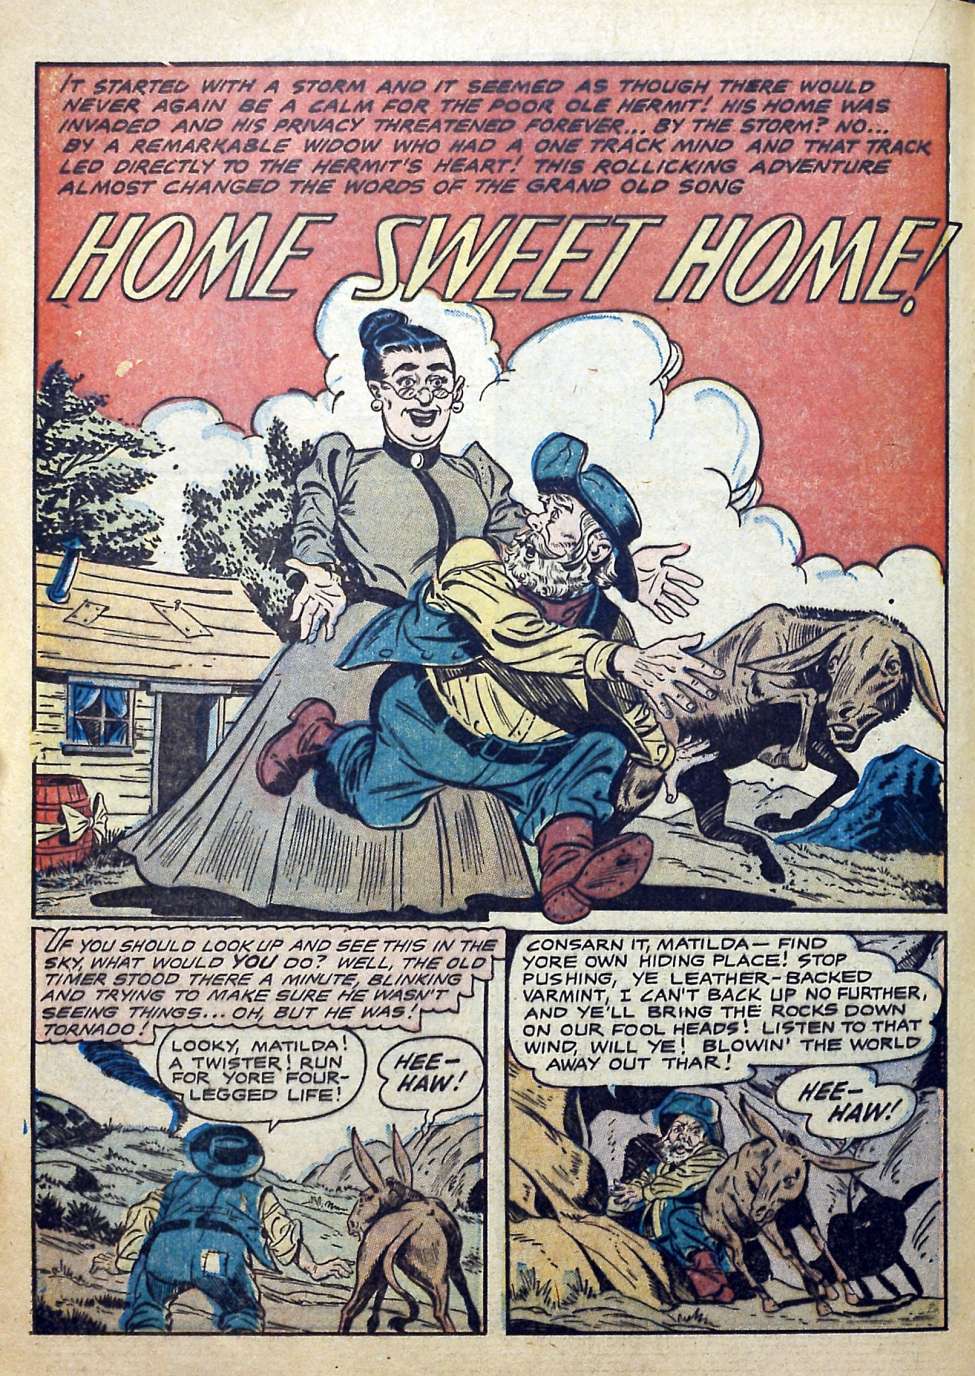 IT STARTED WITH A STORM AND IT SEEMED AS THOUGH THERE WOULD
NEVER AGAIN BE A CALM FOR THE POOR OLE HERMIT! HIS HOME WAS
INVADED AND HIS PRIVACY THREATENED FOREVER... BY THE STORM? NO...
BY A REMARKABLE WIDOW WHO HAD A ONE TRACK MIND AND THAT TRACK
LED DIRECTLY TO THE HERMIT'S HEART! THIS ROLLICKING ADVENTURE
ALMOST CHANGED THE WORDS OF THE GRAND OLD SONG
HOME SWEET HOME!
IF YOU SHOULD LOOK UP AND SEE THIS IN THE
SKY, WHAT WOULD YOU DO? WELL, THE OLD
TIMER STOOD THERE A MINUTE, BLINKING
AND TRYING TO MAKE SURE HE WASN'T
SEEING THINGS... OH, BUT HE WAS!
TORNADO!
LOOKY, MATILDA!
A TWISTER! RUN
FOR YORE FOUR-
LEGGED LIFE!
HEE-
HAW!
CONSARN IT, MATILDA- FIND
YORE OWN HIDING PLACE! STOP
PUSHING, YE LEATHER-BACKED
VARMINT, I CAN'T BACK UP NO FURTHER,
AND YE'LL BRING THE ROCKS DOWN
ON OUR FOOL HEADS! LISTEN TO THAT
WIND, WILL YE! BLOWIN' THE WORLD
AWAY OUT THAR!
HEE-
HAW!